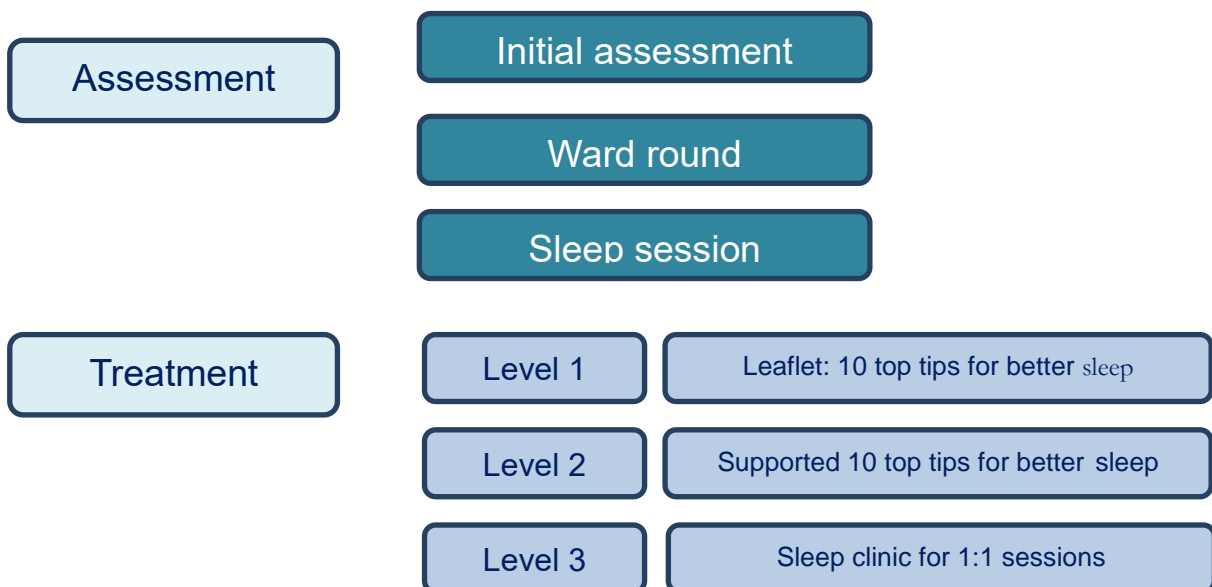 Assessment
Initial assessment
Ward round
Sleep session
Treatment
Level 1
Leaflet: 10 top tips for better sleep
Level 2
Supported 10 top tips for better sleep
Level 3
Sleep clinic for 1:1 sessions